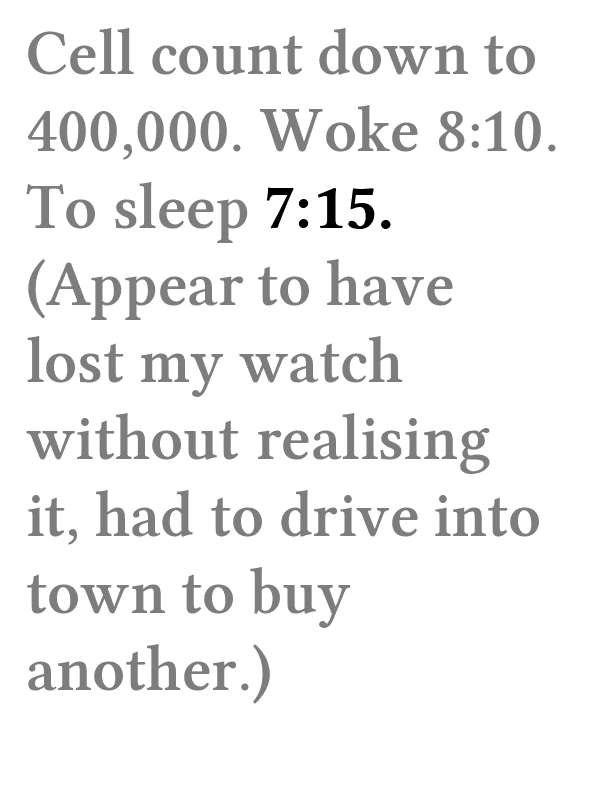 Cell count down to
400,000. Woke 8:10.
To sleep 7:15.
(Appear to have
lost my watch
without realising
it, had to drive into
town to buy
another.)